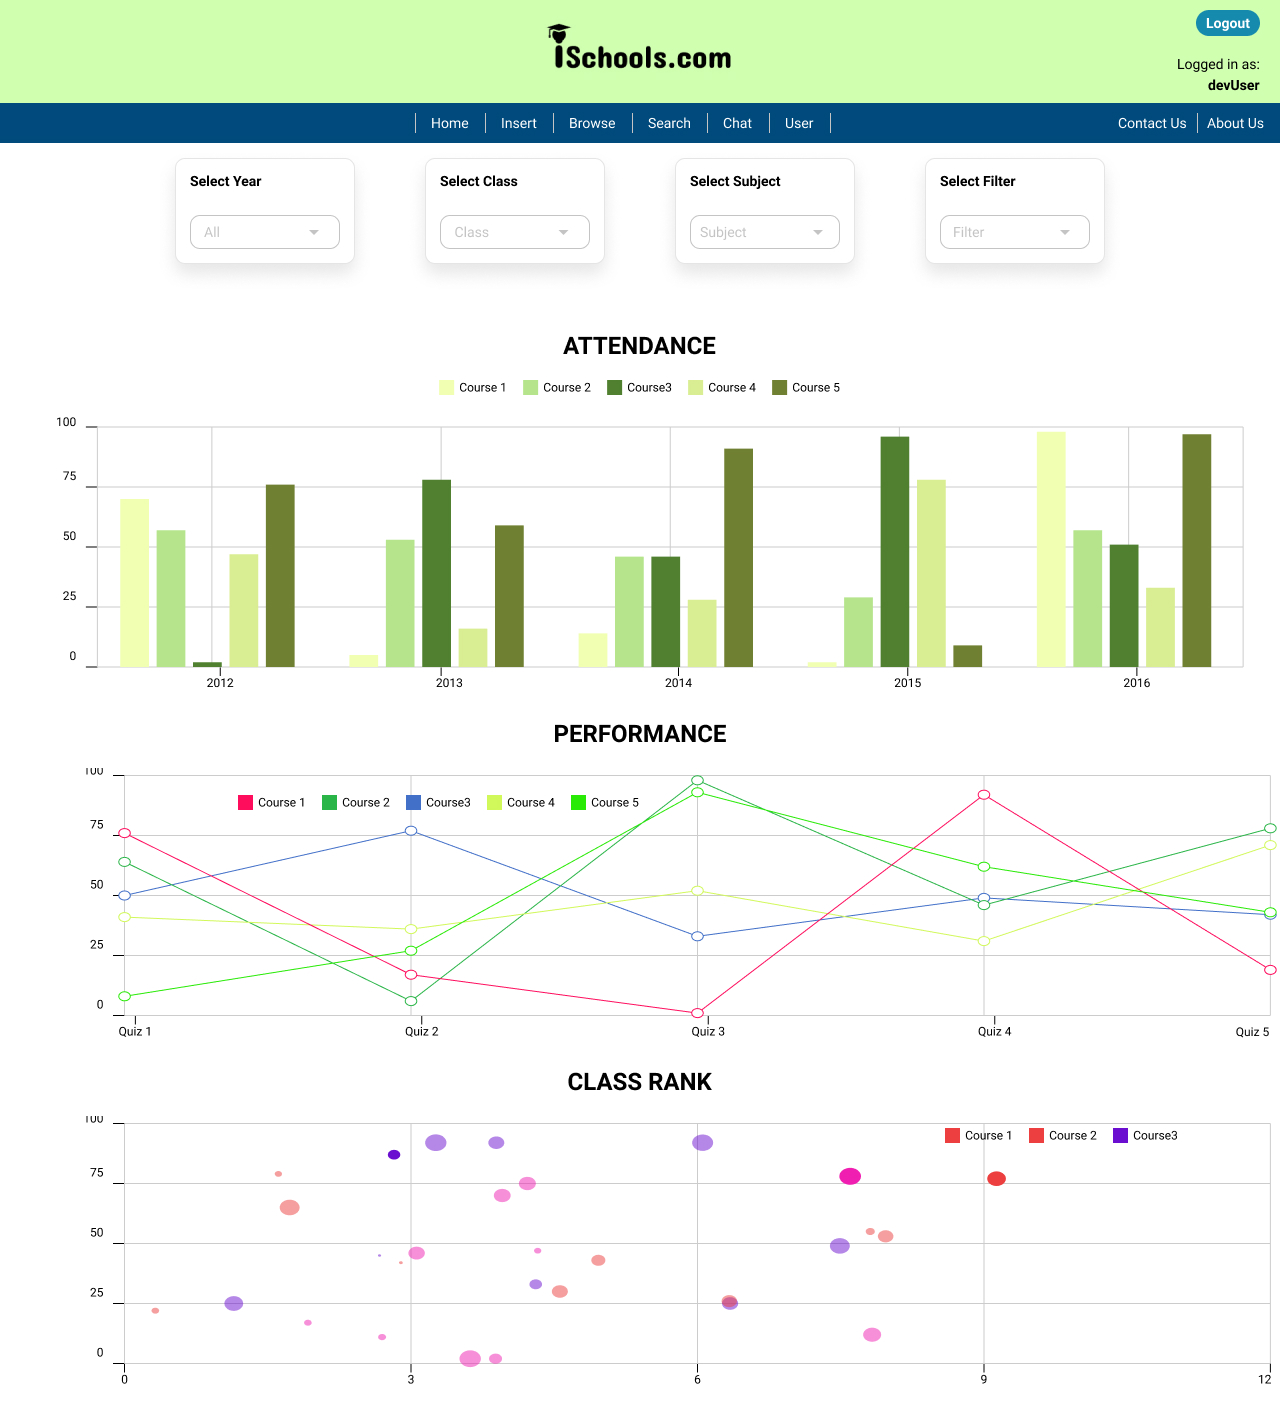 Logout
iSchools.com
Logged in as:
devUser
Home Insert Browse Search Chat User Contact Us About Us
Select Year Select Class Select Subject Select Filter
All Class Subject Filter
ATTENDANCE
Course 1 Course 2 Course3 Course 4 Course 5
100
75
50
25
0
2012 2013 2014 2015 2016
PERFORMANCE
100
Course 1 Course 2 Course3 Course 4 Course 5
75
50
25
0
Quiz 1 Quiz 2 Quiz 3 Quiz 4 Quiz 5
CLASS RANK
100
Course 1 Course 2 Course3
75
50
25
0
0 3 6 9 12